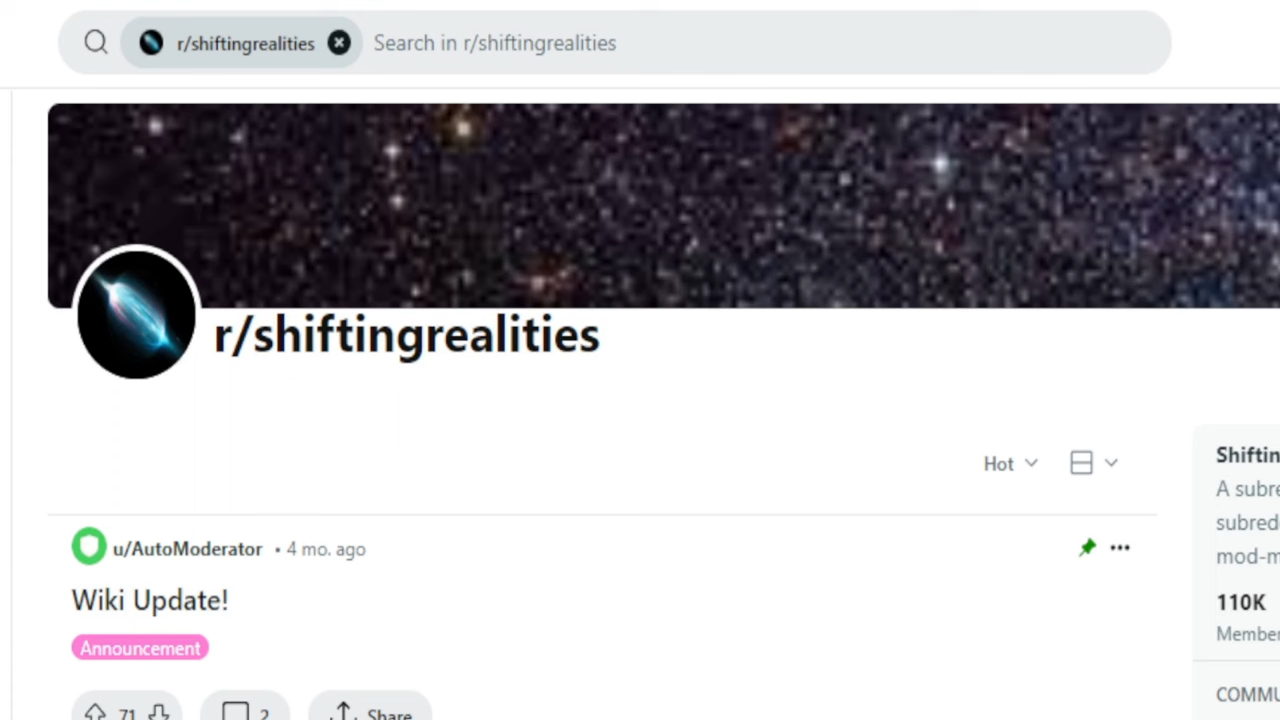 r/shiftingrealities
Search in r/shiftingrealities
r/shiftingrealities
Hot
u/AutoModerator • 4 mo. ago
Wiki Update!
Announcement
71
2
Share
Shiftin
A subre
subred
mod-m
110K
Member
COMMU